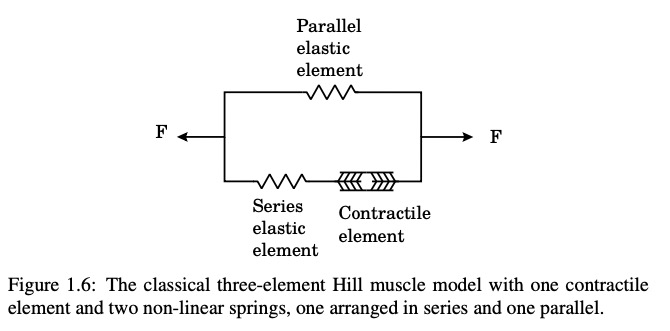 Parallel
elastic
element
F
F
Series
elastic
element
Contractile
element
Figure 1.6: The classical three-element Hill muscle model with one contractile
element and two non-linear springs, one arranged in series and one parallel.